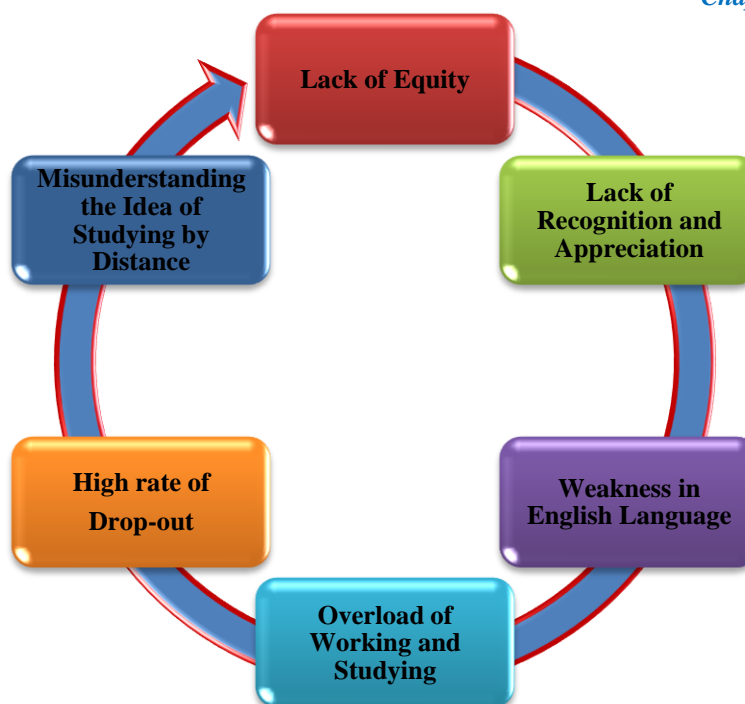 Lack of Equity
Lack of
Recognition and
Appreciation
Weakness in
English Language
Overload of
Working and
Studying
High rate of
Drop-out
Misunderstanding
the Idea of
Studying by
Distance